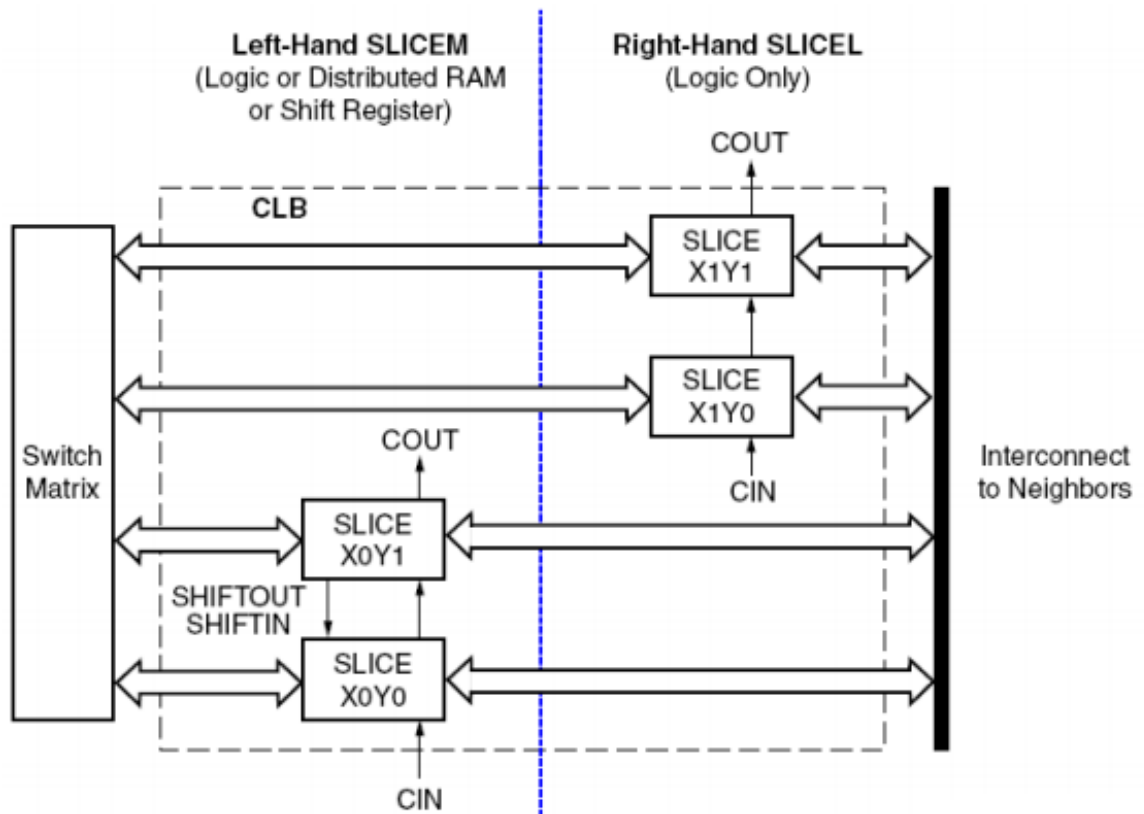 Left-Hand SLICEM
(Logic or Distributed RAM
or Shift Register)
Right-Hand SLICEL
(Logic Only)
COUT
CLB
SLICE
X1Y1
SLICE
X1Y0
Switch
Matrix
COUT
CIN
Interconnect
to Neighbors
SLICE
X0Y1
SHIFTOUT
SHIFTIN
SLICE
X0Y0
CIN